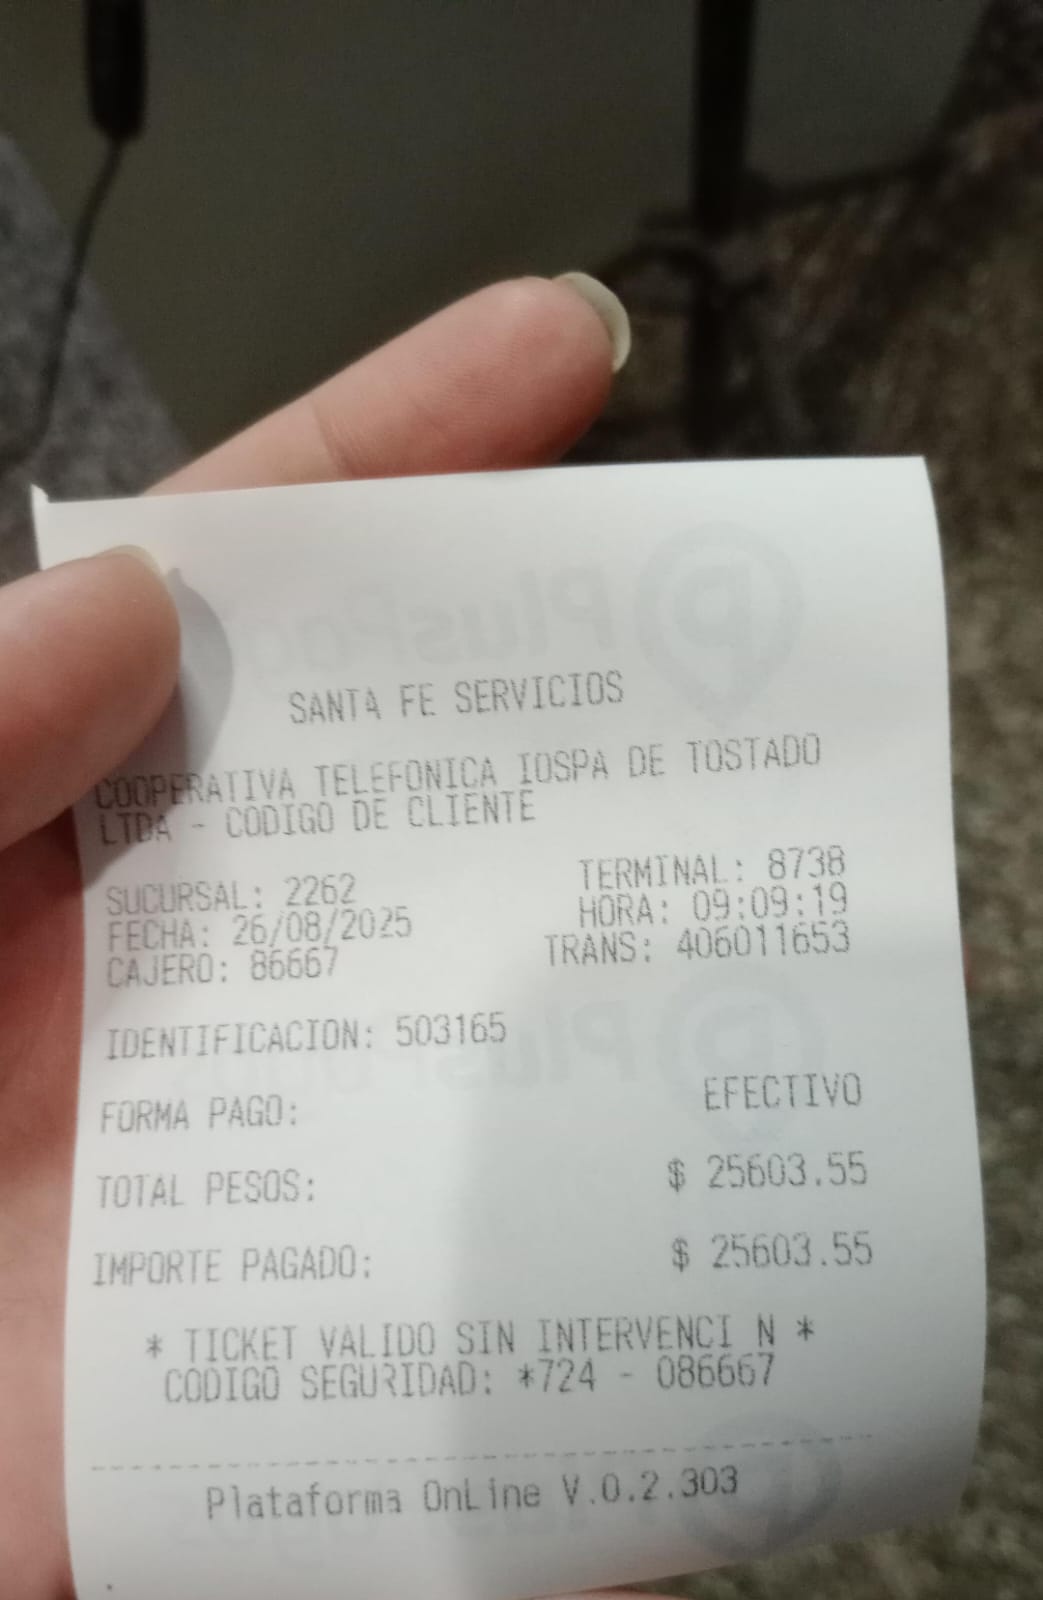 SANTA FE SERVICIOS
COOPERATIVA TELEFONICA IOSPA DE TOSTADO
LTDA - CODIGO DE CLIENTE
SUCURSAL: 2262 TERMINAL: 8738
FECHA: 26/08/2025 HORA: 09:09:19
CAJERO: 86667 TRANS: 406011653
IDENTIFICACION: 503165
FORMA PAGO: EFECTIVO
TOTAL PESOS: $ 25603.55
IMPORTE PAGADO: $ 25603.55
* TICKET VALIDO SIN INTERVENCI N *
CODIGO SEGURIDAD: *724 - 086667
Plataforma OnLine V.0.2.303